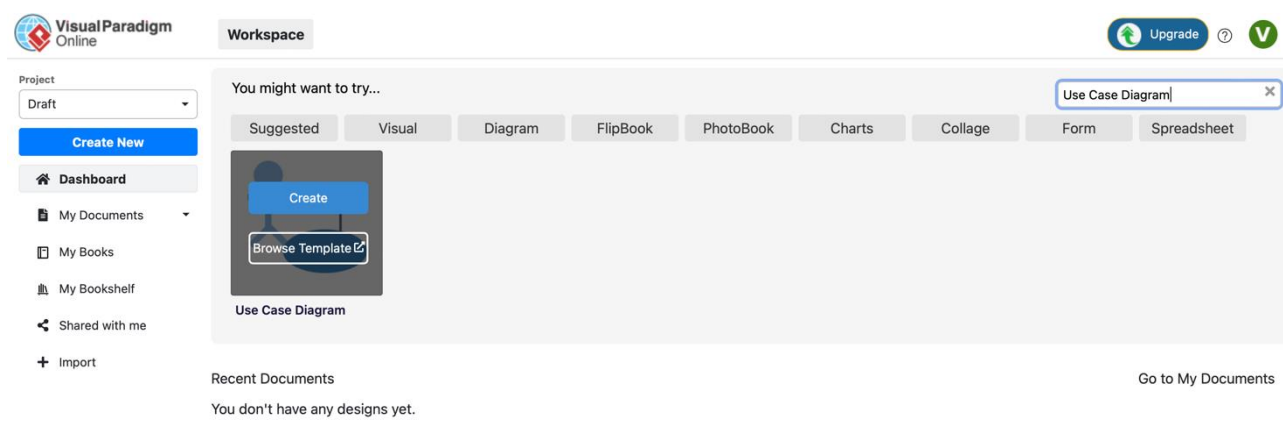 VisualParadigm
Online
Workspace
Upgrade
?
V
Project
Draft
Create New
Dashboard
My Documents
My Books
My Bookshelf
Shared with me
Import
You might want to try...
Use Case Diagram
Suggested Visual Diagram FlipBook PhotoBook Charts Collage Form Spreadsheet
Create
Browse Template
Use Case Diagram
Recent Documents
Go to My Documents
You don't have any designs yet.